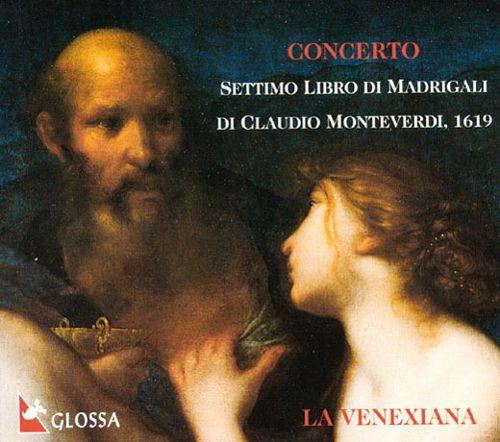 CONCERTO
SETTIMO LIBRO DI MADRIGALI
DI CLAUDIO MONTEVERDI, 1619
GLOSSA
LA VENEXIANA